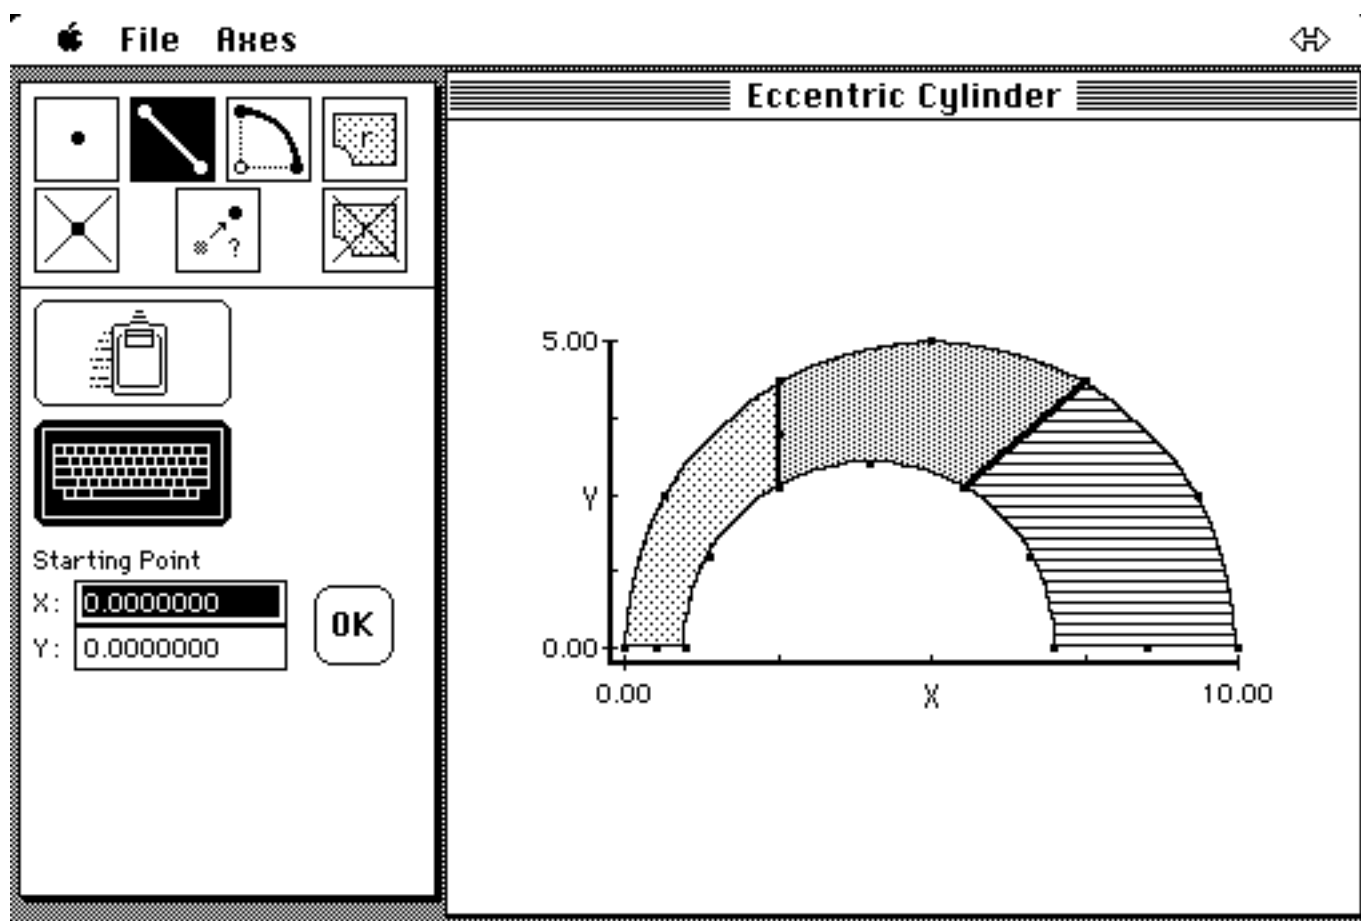 File Axes
Eccentric Cylinder
r
?
r
Starting Point
X: 0.0000000
Y: 0.0000000
OK
5.00
Y
0.00
0.00 X 10.00